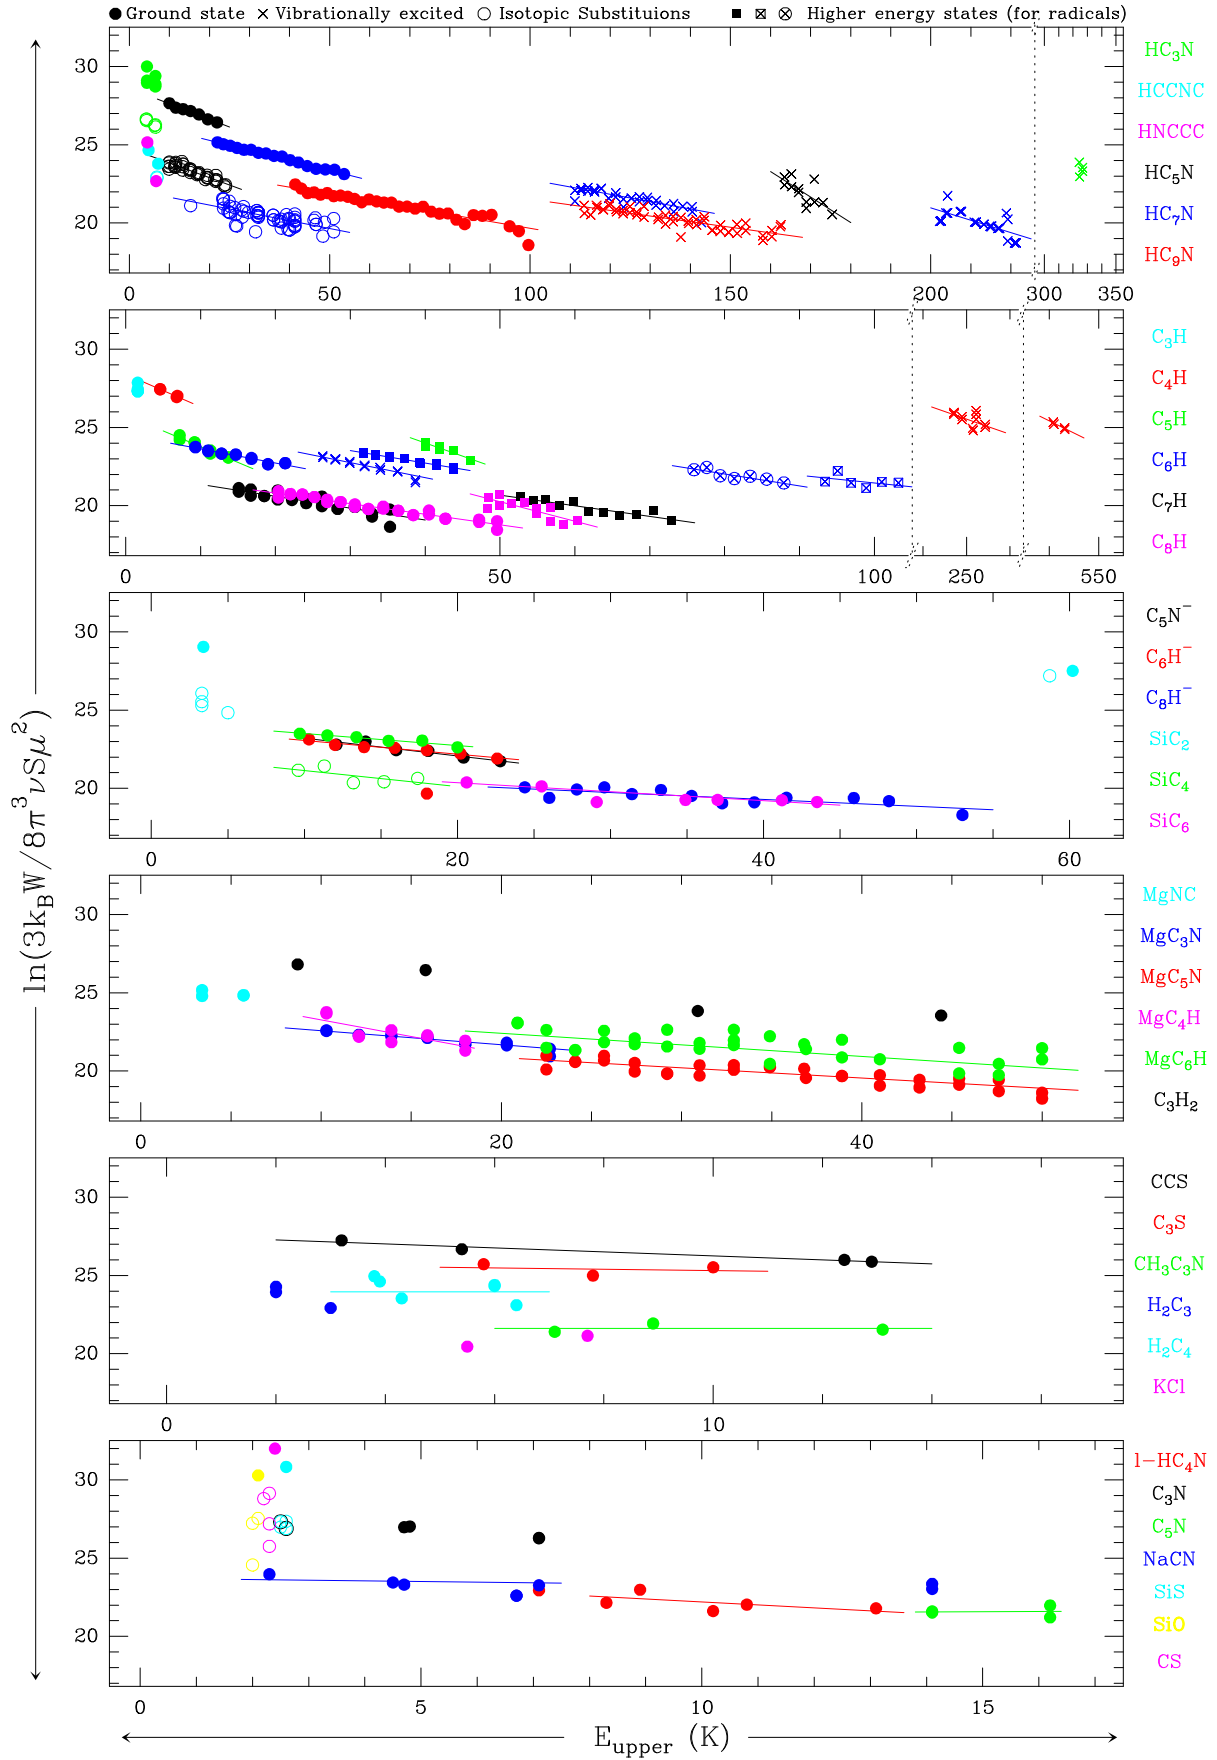 Ground state Vibrationally excited Isotopic Substituions Higher energy states (for radicals)
30
25
20
0 50 100 150 200 300 350
HC₃N
HCCNC
HNCCC
HC₅N
HC₇N
HC₉N
30
25
20
0 50 100 250 550
C₃H
C₄H
C₅H
C₆H
C₇H
C₈H
30
25
20
0 20 40 60
C₅N⁻
C₆H⁻
C₈H⁻
SiC₂
SiC₄
SiC₆
30
25
20
0 20 40
MgNC
MgC₃N
MgC₅N
MgC₄H
MgC₆H
C₃H₂
30
25
20
0 10
CCS
C₃S
CH₃C₃N
H₂C₃
H₂C₄
KCl
30
25
20
0 5 10 15
l−HC₄N
C₃N
C₅N
NaCN
SiS
SiO
CS
ln(3k_BW/8π³νSμ²)
E_upper (K)